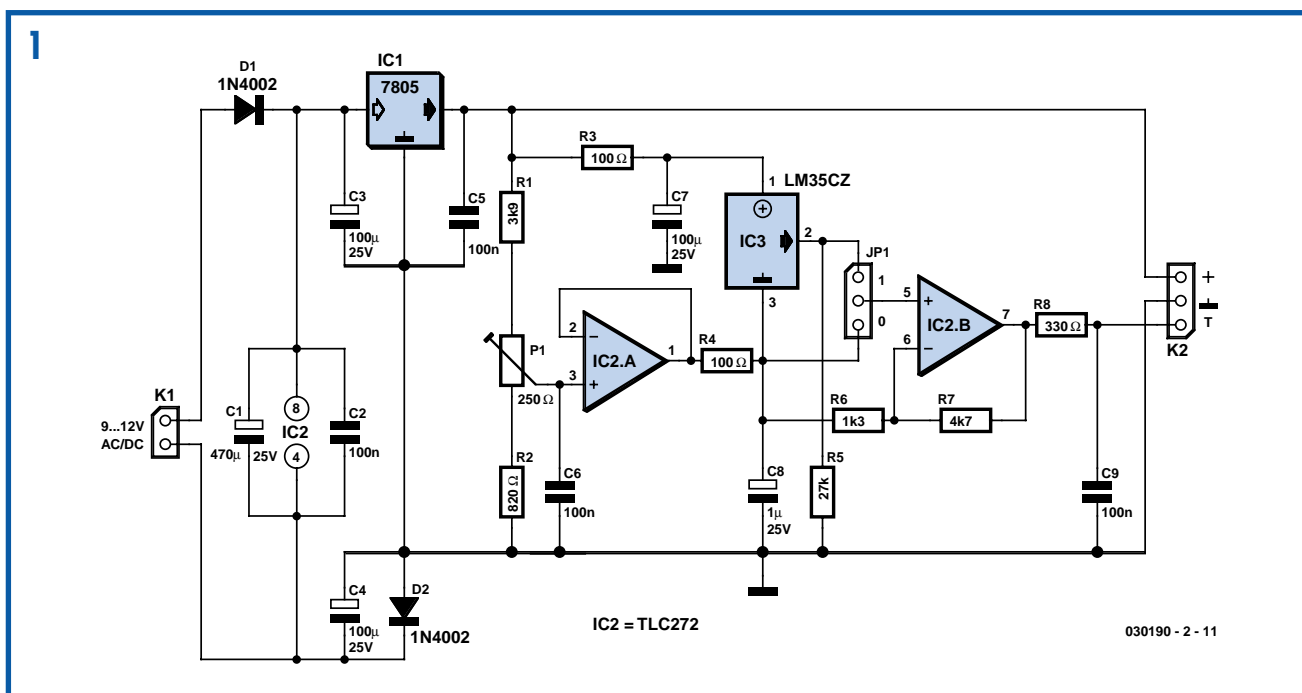 1
D1
1N4002
IC1
7805
C3
100µ
25V
C5
100n
R1
3k9
R3
100Ω
C7
100µ
25V
1
LM35CZ
IC3
2
3
JP1
1
0
5
+
6
−
IC2.B
7
R8
330Ω
+
T
K2
K1
9...12V
AC/DC
C1
470µ
25V
8
IC2
4
C2
100n
P1
250Ω
2
−
3
+
IC2.A
1
R4
100Ω
R6
1k3
R7
4k7
R2
820Ω
C6
100n
C8
1µ
25V
R5
27k
C9
100n
C4
100µ
25V
D2
1N4002
IC2 = TLC272
030190 - 2 - 11